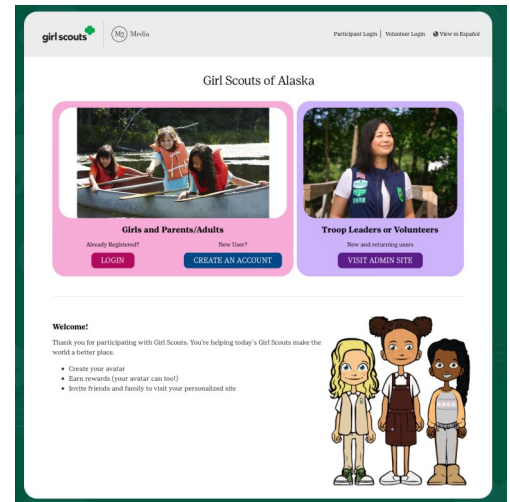 girl scouts
M2 Media
Participant Login | Volunteer Login View in Español
Girl Scouts of Alaska
Girls and Parents/Adults
Already Registered? New User?
LOGIN CREATE AN ACCOUNT
Troop Leaders or Volunteers
New and returning users
VISIT ADMIN SITE
Welcome!
Thank you for participating with Girl Scouts. You're helping today's Girl Scouts make the
world a better place.
• Create your avatar
• Earn rewards (your avatar can too!)
• Invite friends and family to visit your personalized site